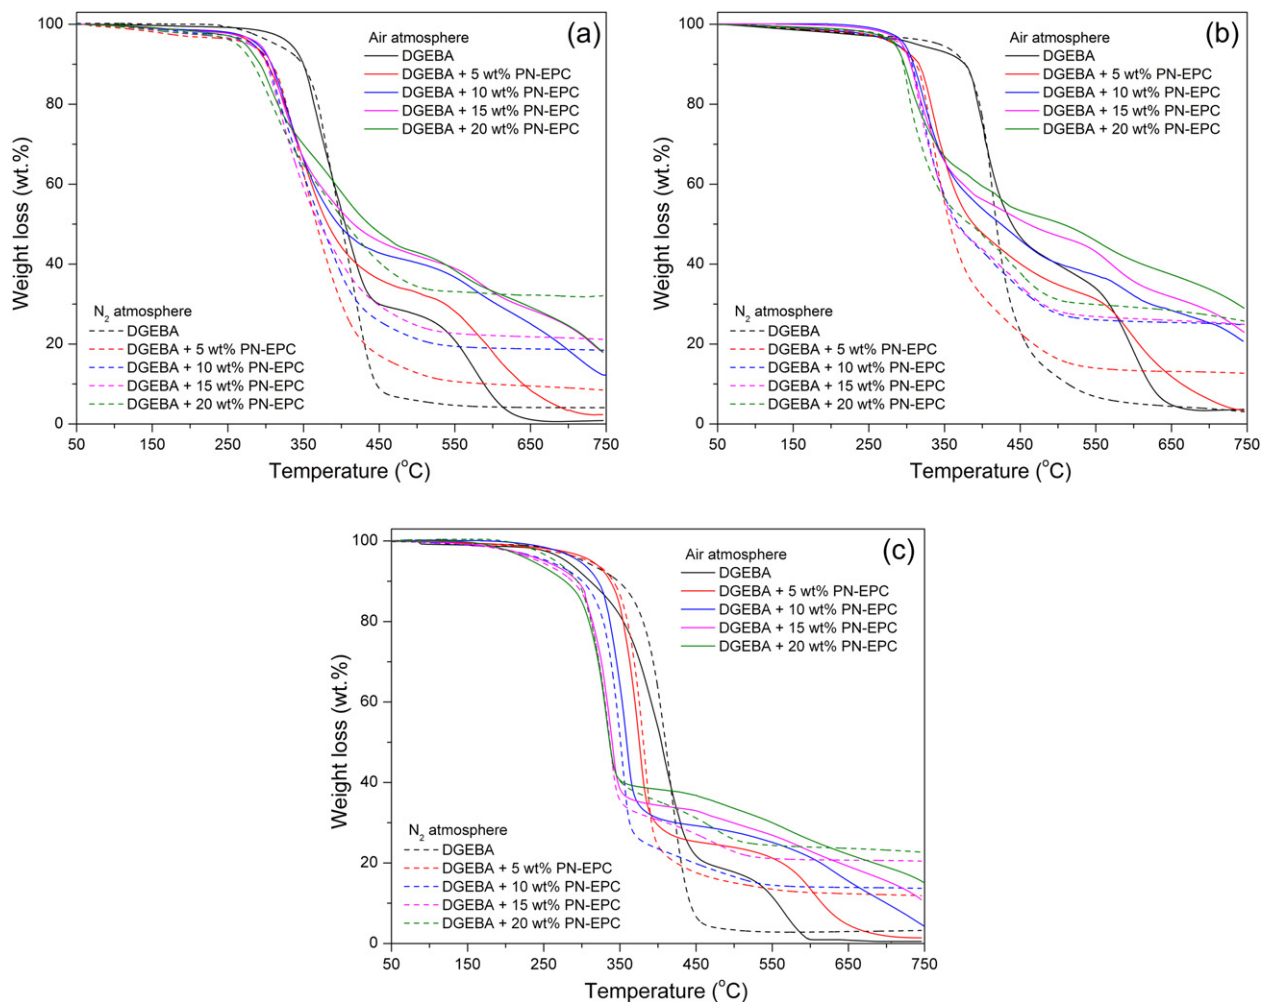 (a)
Air atmosphere
DGEBA
DGEBA + 5 wt% PN-EPC
DGEBA + 10 wt% PN-EPC
DGEBA + 15 wt% PN-EPC
DGEBA + 20 wt% PN-EPC
N2 atmosphere
DGEBA
DGEBA + 5 wt% PN-EPC
DGEBA + 10 wt% PN-EPC
DGEBA + 15 wt% PN-EPC
DGEBA + 20 wt% PN-EPC
Weight loss (wt.%)
100
80
60
40
20
0
50 150 250 350 450 550 650 750
Temperature (°C)
(b)
Air atmosphere
DGEBA
DGEBA + 5 wt% PN-EPC
DGEBA + 10 wt% PN-EPC
DGEBA + 15 wt% PN-EPC
DGEBA + 20 wt% PN-EPC
N2 atmosphere
DGEBA
DGEBA + 5 wt% PN-EPC
DGEBA + 10 wt% PN-EPC
DGEBA + 15 wt% PN-EPC
DGEBA + 20 wt% PN-EPC
Weight loss (wt.%)
100
80
60
40
20
0
50 150 250 350 450 550 650 750
Temperature (°C)
(c)
Air atmosphere
DGEBA
DGEBA + 5 wt% PN-EPC
DGEBA + 10 wt% PN-EPC
DGEBA + 15 wt% PN-EPC
DGEBA + 20 wt% PN-EPC
N2 atmosphere
DGEBA
DGEBA + 5 wt% PN-EPC
DGEBA + 10 wt% PN-EPC
DGEBA + 15 wt% PN-EPC
DGEBA + 20 wt% PN-EPC
Weight loss (wt.%)
100
80
60
40
20
0
50 150 250 350 450 550 650 750
Temperature (°C)